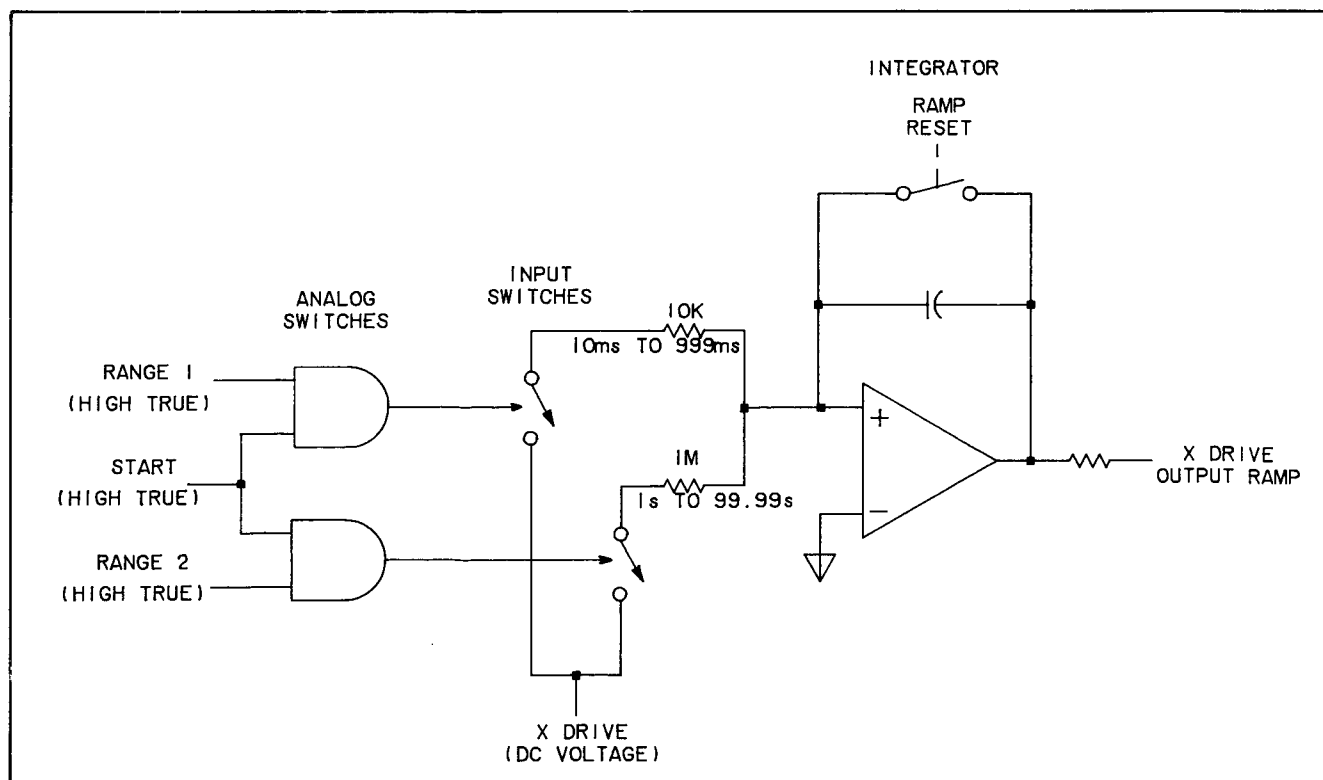 INTEGRATOR
RAMP
RESET
INPUT
SWITCHES
ANALOG
SWITCHES
10K
10ms TO 999ms
RANGE 1
(HIGH TRUE)
+
START
(HIGH TRUE)
1M
1s TO 99.99s
X DRIVE
OUTPUT RAMP
−
RANGE 2
(HIGH TRUE)
X DRIVE
(DC VOLTAGE)